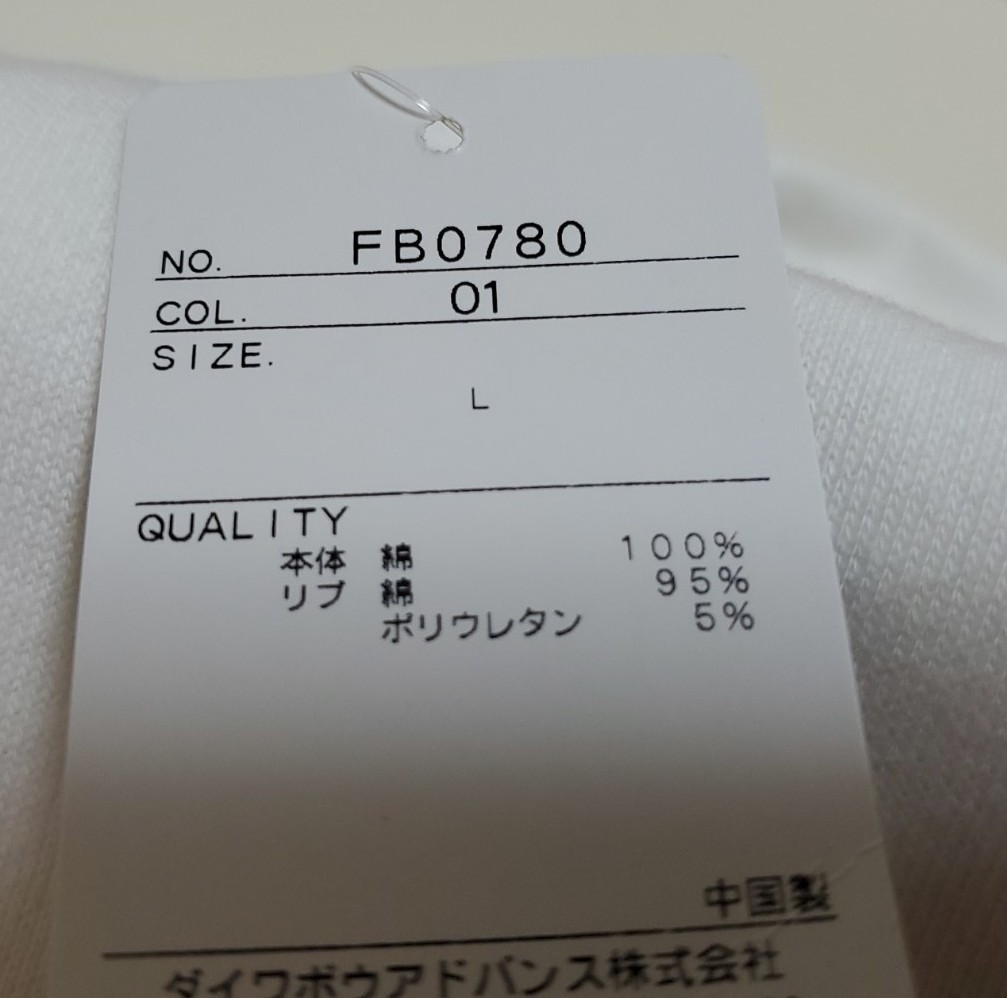 NO. FB0780
COL. 01
SIZE.
L
QUALITY
本体 綿 100%
リブ 綿 95%
ポリウレタン 5%
中国製
ダイワボウアドバンス株式会社